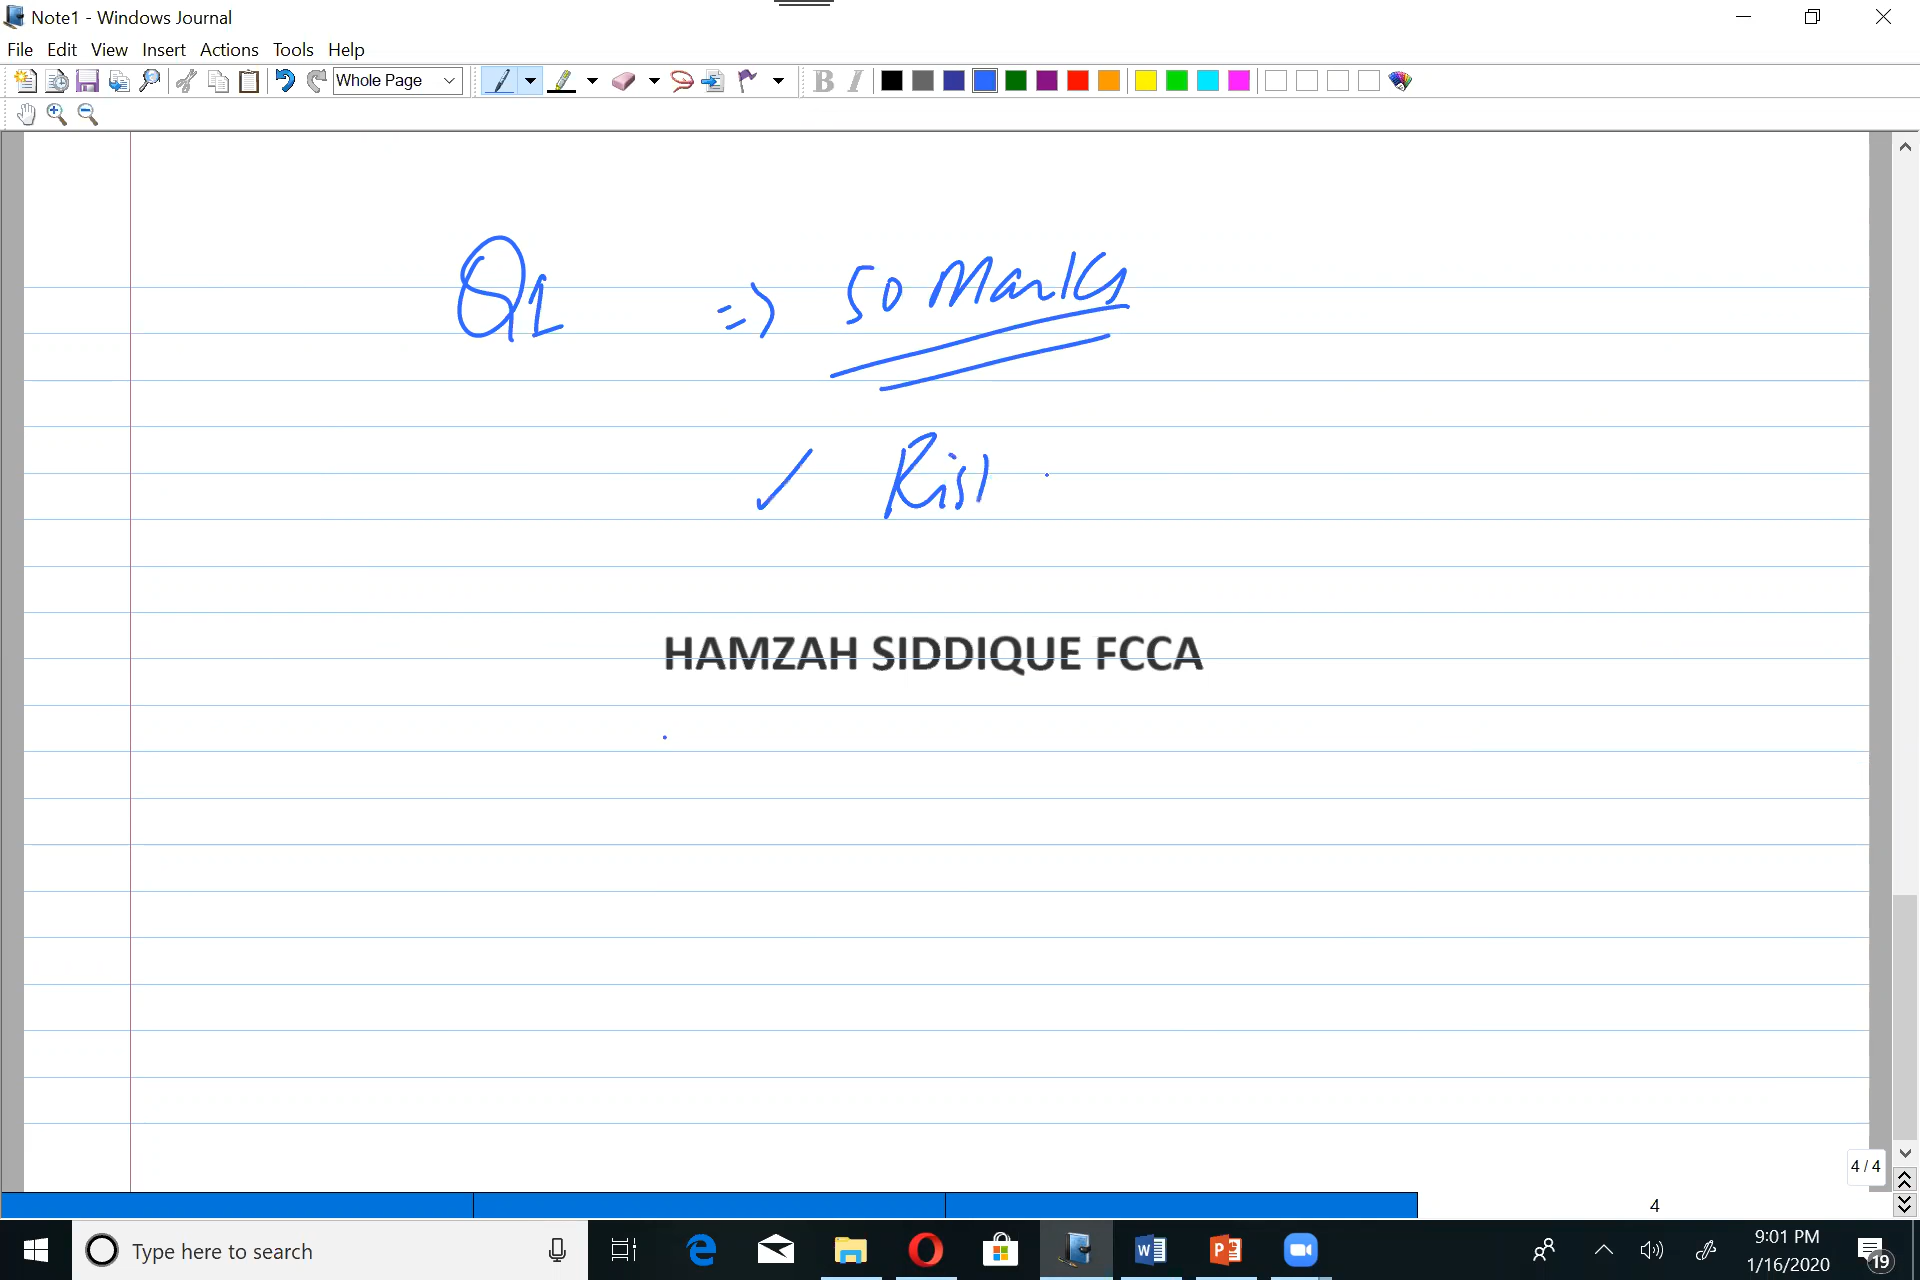 Note1 - Windows Journal
File Edit View Insert Actions Tools Help
Whole Page B I
Q1 => 50 Marks
✓ Ris
HAMZAH SIDDIQUE FCCA
4 / 4
4
Type here to search
9:01 PM
1/16/2020
19